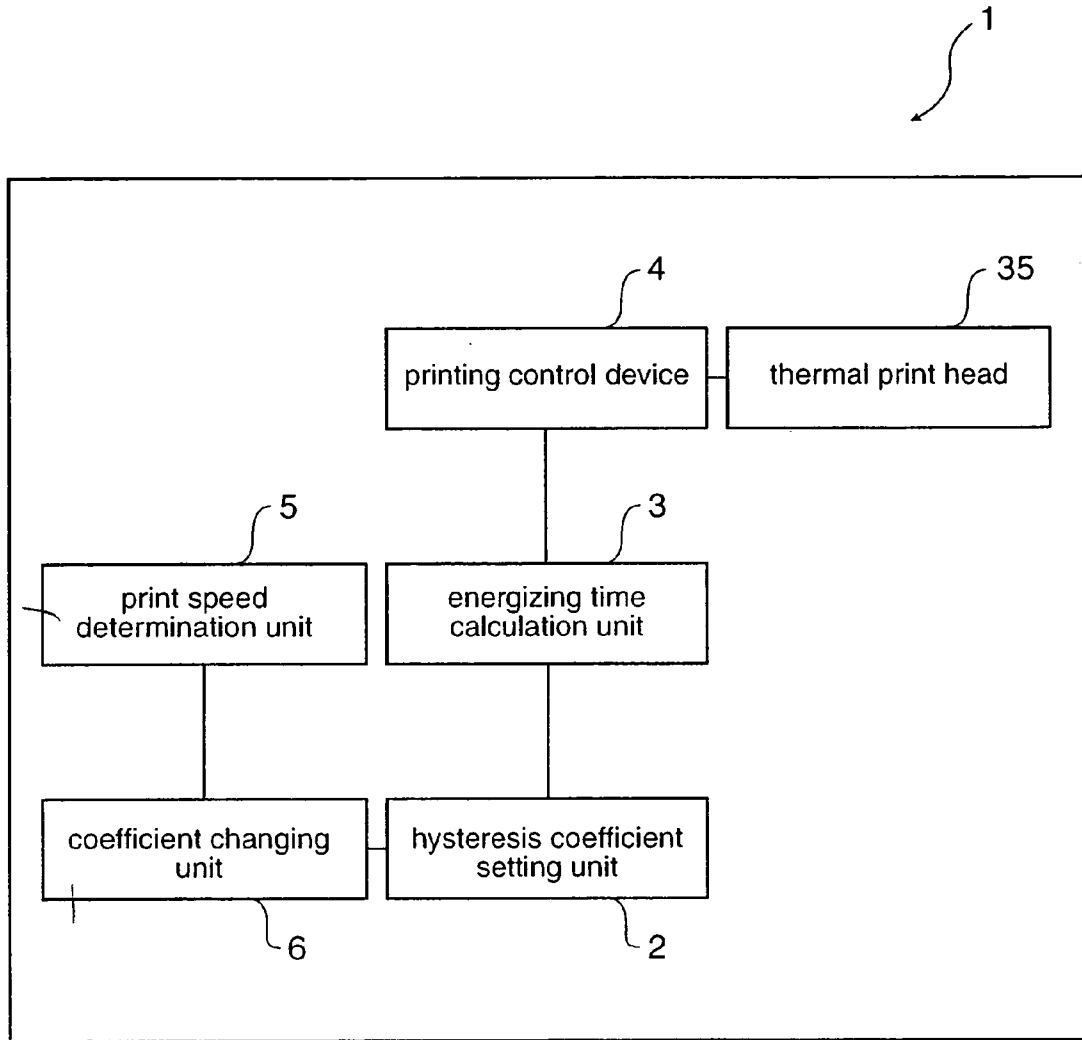 1
4
35
printing control device
thermal print head
5
3
print speed
determination unit
energizing time
calculation unit
coefficient changing
unit
hysteresis coefficient
setting unit
6
2